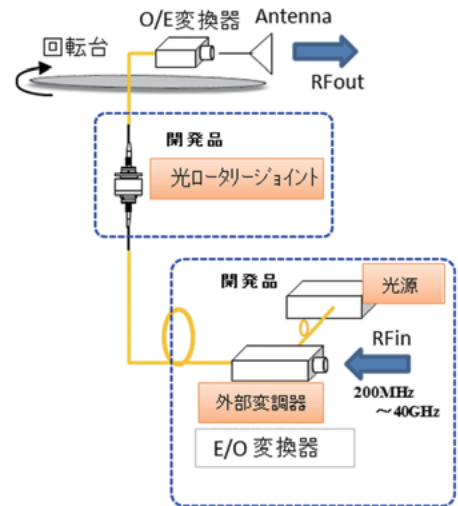 O/E変換器
Antenna
回転台
RFout
開発品
光ロータリージョイント
開発品
光源
RFin
200MHz
～40GHz
外部変調器
E/O 変換器